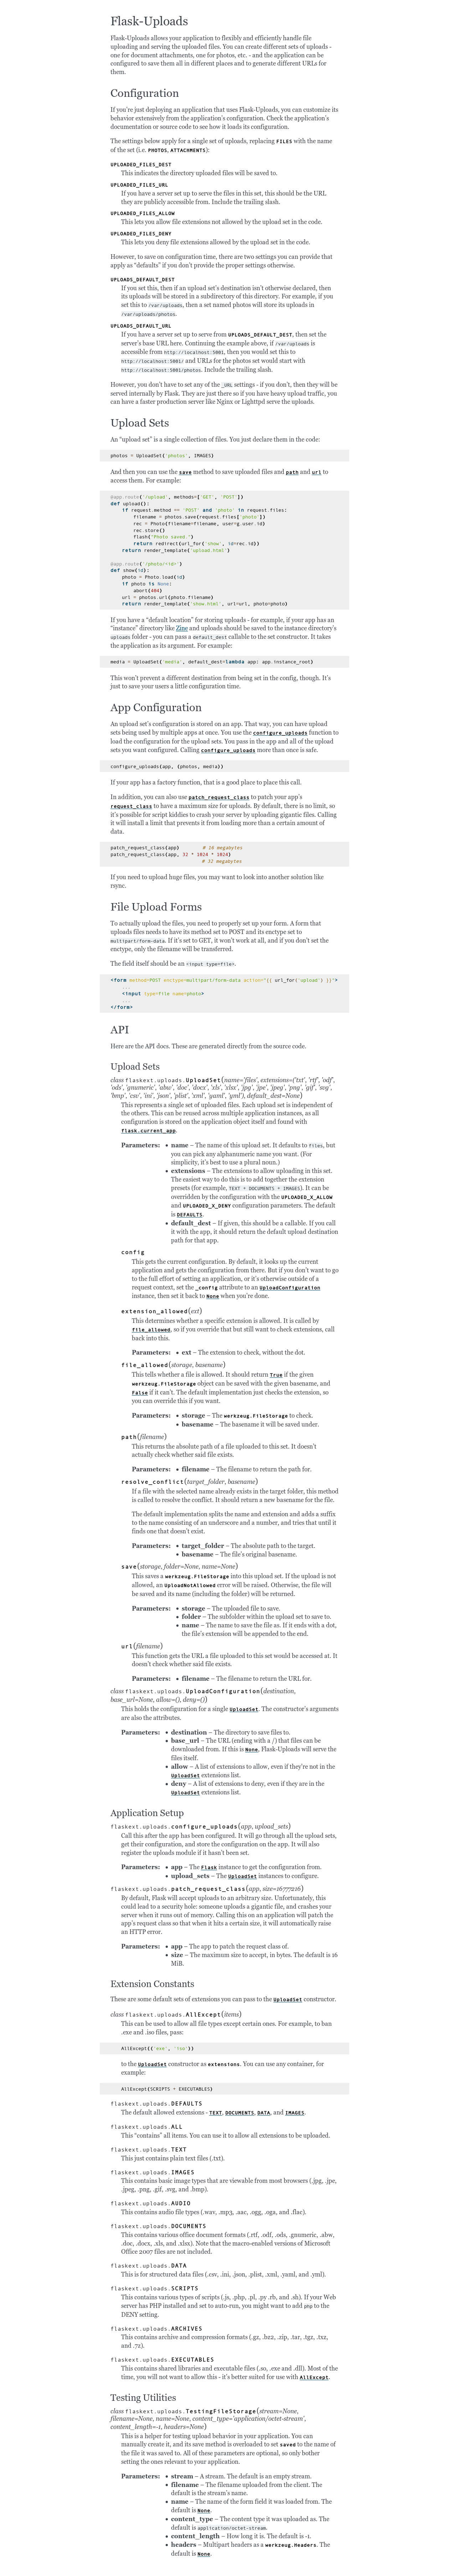 Flask-Uploads
Flask-Uploads allows your application to flexibly and efficiently handle file
uploading and serving the uploaded files. You can create different sets of uploads -
one for document attachments, one for photos, etc. - and the application can be
configured to save them all in different places and to generate different URLs for
them.
Configuration
If you're just deploying an application that uses Flask-Uploads, you can customize its
behavior extensively from the application's configuration. Check the application's
documentation or source code to see how it loads its configuration.
The settings below apply for a single set of uploads, replacing FILES with the name
of the set (i.e. PHOTOS, ATTACHMENTS):
UPLOADED_FILES_DEST
This indicates the directory uploaded files will be saved to.
UPLOADED_FILES_URL
If you have a server set up to serve the files in this set, this should be the URL
they are publicly accessible from. Include the trailing slash.
UPLOADED_FILES_ALLOW
This lets you allow file extensions not allowed by the upload set in the code.
UPLOADED_FILES_DENY
This lets you deny file extensions allowed by the upload set in the code.
However, to save on configuration time, there are two settings you can provide that
apply as "defaults" if you don't provide the proper settings otherwise.
UPLOADS_DEFAULT_DEST
If you set this, then if an upload set's destination isn't otherwise declared, then
its uploads will be stored in a subdirectory of this directory. For example, if you
set this to /var/uploads, then a set named photos will store its uploads in
/var/uploads/photos.
UPLOADS_DEFAULT_URL
If you have a server set up to serve from UPLOADS_DEFAULT_DEST, then set the
server's base URL here. Continuing the example above, if /var/uploads is
accessible from http://localhost:5001, then you would set this to
http://localhost:5001/ and URLs for the photos set would start with
http://localhost:5001/photos. Include the trailing slash.
However, you don't have to set any of the _URL settings - if you don't, then they will be
served internally by Flask. They are just there so if you have heavy upload traffic, you
can have a faster production server like Nginx or Lighttpd serve the uploads.
Upload Sets
An "upload set" is a single collection of files. You just declare them in the code:
photos = UploadSet('photos', IMAGES)
And then you can use the save method to save uploaded files and path and url to
access them. For example:
@app.route('/upload', methods=['GET', 'POST'])
def upload():
if request.method == 'POST' and 'photo' in request.files:
filename = photos.save(request.files['photo'])
rec = Photo(filename=filename, user=g.user.id)
rec.store()
flash("Photo saved.")
return redirect(url_for('show', id=rec.id))
return render_template('upload.html')
@app.route('/photo/<id>')
def show(id):
photo = Photo.load(id)
if photo is None:
abort(404)
url = photos.url(photo.filename)
return render_template('show.html', url=url, photo=photo)
If you have a "default location" for storing uploads - for example, if your app has an
"instance" directory like Zine and uploads should be saved to the instance directory's
uploads folder - you can pass a default_dest callable to the set constructor. It takes
the application as its argument. For example:
media = UploadSet('media', default_dest=lambda app: app.instance_root)
This won't prevent a different destination from being set in the config, though. It's
just to save your users a little configuration time.
App Configuration
An upload set's configuration is stored on an app. That way, you can have upload
sets being used by multiple apps at once. You use the configure_uploads function to
load the configuration for the upload sets. You pass in the app and all of the upload
sets you want configured. Calling configure_uploads more than once is safe.
configure_uploads(app, (photos, media))
If your app has a factory function, that is a good place to place this call.
In addition, you can also use patch_request_class to patch your app's
request_class to have a maximum size for uploads. By default, there is no limit, so
it's possible for script kiddies to crash your server by uploading gigantic files. Calling
it will install a limit that prevents it from loading more than a certain amount of
data.
patch_request_class(app) # 16 megabytes
patch_request_class(app, 32 * 1024 * 1024)
# 32 megabytes
If you need to upload huge files, you may want to look into another solution like
rsync.
File Upload Forms
To actually upload the files, you need to properly set up your form. A form that
uploads files needs to have its method set to POST and its enctype set to
multipart/form-data. If it's set to GET, it won't work at all, and if you don't set the
enctype, only the filename will be transferred.
The field itself should be an <input type=file>.
<form method=POST enctype=multipart/form-data action="{{ url_for('upload') }}">
...
<input type=file name=photo>
...
</form>
API
Here are the API docs. These are generated directly from the source code.
Upload Sets
class flaskext.uploads.UploadSet(name='files', extensions=('txt', 'rtf', 'odf',
'ods', 'gnumeric', 'abw', 'doc', 'docx', 'xls', 'xlsx', 'jpg', 'jpe', 'jpeg', 'png', 'gif', 'svg',
'bmp', 'csv', 'ini', 'json', 'plist', 'xml', 'yaml', 'yml'), default_dest=None)
This represents a single set of uploaded files. Each upload set is independent of
the others. This can be reused across multiple application instances, as all
configuration is stored on the application object itself and found with
flask.current_app.
Parameters: • name – The name of this upload set. It defaults to files, but
you can pick any alphanumeric name you want. (For
simplicity, it's best to use a plural noun.)
• extensions – The extensions to allow uploading in this set.
The easiest way to do this is to add together the extension
presets (for example, TEXT + DOCUMENTS + IMAGES). It can be
overridden by the configuration with the UPLOADED_X_ALLOW
and UPLOADED_X_DENY configuration parameters. The default
is DEFAULTS.
• default_dest – If given, this should be a callable. If you call
it with the app, it should return the default upload destination
path for that app.
config
This gets the current configuration. By default, it looks up the current
application and gets the configuration from there. But if you don't want to go
to the full effort of setting an application, or it's otherwise outside of a
request context, set the _config attribute to an UploadConfiguration
instance, then set it back to None when you're done.
extension_allowed(ext)
This determines whether a specific extension is allowed. It is called by
file_allowed, so if you override that but still want to check extensions, call
back into this.
Parameters: • ext – The extension to check, without the dot.
file_allowed(storage, basename)
This tells whether a file is allowed. It should return True if the given
werkzeug.FileStorage object can be saved with the given basename, and
False if it can't. The default implementation just checks the extension, so
you can override this if you want.
Parameters: • storage – The werkzeug.FileStorage to check.
• basename – The basename it will be saved under.
path(filename)
This returns the absolute path of a file uploaded to this set. It doesn't
actually check whether said file exists.
Parameters: • filename – The filename to return the path for.
resolve_conflict(target_folder, basename)
If a file with the selected name already exists in the target folder, this method
is called to resolve the conflict. It should return a new basename for the file.
The default implementation splits the name and extension and adds a suffix
to the name consisting of an underscore and a number, and tries that until it
finds one that doesn't exist.
Parameters: • target_folder – The absolute path to the target.
• basename – The file's original basename.
save(storage, folder=None, name=None)
This saves a werkzeug.FileStorage into this upload set. If the upload is not
allowed, an UploadNotAllowed error will be raised. Otherwise, the file
will be saved and its name (including the folder) will be returned.
Parameters: • storage – The uploaded file to save.
• folder – The subfolder within the upload set to save to.
• name – The name to save the file as. If it ends with a dot,
the file's extension will be appended to the end.
url(filename)
This function gets the URL a file uploaded to this set would be accessed at. It
doesn't check whether said file exists.
Parameters: • filename – The filename to return the URL for.
class flaskext.uploads.UploadConfiguration(destination,
base_url=None, allow=(), deny=())
This holds the configuration for a single UploadSet. The constructor's arguments
are also the attributes.
Parameters: • destination – The directory to save files to.
• base_url – The URL (ending with a /) that files can be
downloaded from. If this is None, Flask-Uploads will serve the
files itself.
• allow – A list of extensions to allow, even if they're not in the
UploadSet extensions list.
• deny – A list of extensions to deny, even if they are in the
UploadSet extensions list.
Application Setup
flaskext.uploads.configure_uploads(app, upload_sets)
Call this after the app has been configured. It will go through all the upload sets,
get their configuration, and store the configuration on the app. It will also
register the uploads module if it hasn't been set.
Parameters: • app – The Flask instance to get the configuration from.
• upload_sets – The UploadSet instances to configure.
flaskext.uploads.patch_request_class(app, size=16777216)
By default, Flask will accept uploads to an arbitrary size. Unfortunately, this
could lead to a security hole: someone uploads a gigantic file, and crashes your
server when it runs out of memory. Calling this on an application will patch the
app's request class so that when it hits a certain size, it will automatically raise
an HTTP error.
Parameters: • app – The app to patch the request class of.
• size – The maximum size to accept, in bytes. The default is 16
MiB.
Extension Constants
These are some default sets of extensions you can pass to the UploadSet constructor.
class flaskext.uploads.AllExcept(items)
This can be used to allow all file types except certain ones. For example, to ban
.exe and .iso files, pass:
AllExcept(('exe', 'iso'))
to the UploadSet constructor as extensions. You can use any container, for
example:
AllExcept(SCRIPTS + EXECUTABLES)
flaskext.uploads.DEFAULTS
The default allowed extensions - TEXT, DOCUMENTS, DATA, and IMAGES.
flaskext.uploads.ALL
This "contains" all items. You can use it to allow all extensions to be uploaded.
flaskext.uploads.TEXT
This just contains plain text files (.txt).
flaskext.uploads.IMAGES
This contains basic image types that are viewable from most browsers (.jpg, .jpe,
.jpeg, .png, .gif, .svg, and .bmp).
flaskext.uploads.AUDIO
This contains audio file types (.wav, .mp3, .aac, .ogg, .oga, and .flac).
flaskext.uploads.DOCUMENTS
This contains various office document formats (.rtf, .odf, .ods, .gnumeric, .abw,
.doc, .docx, .xls, and .xlsx). Note that the macro-enabled versions of Microsoft
Office 2007 files are not included.
flaskext.uploads.DATA
This is for structured data files (.csv, .ini, .json, .plist, .xml, .yaml, and .yml).
flaskext.uploads.SCRIPTS
This contains various types of scripts (.js, .php, .pl, .py .rb, and .sh). If your Web
server has PHP installed and set to auto-run, you might want to add php to the
DENY setting.
flaskext.uploads.ARCHIVES
This contains archive and compression formats (.gz, .bz2, .zip, .tar, .tgz, .txz,
and .7z).
flaskext.uploads.EXECUTABLES
This contains shared libraries and executable files (.so, .exe and .dll). Most of the
time, you will not want to allow this - it's better suited for use with AllExcept.
Testing Utilities
class flaskext.uploads.TestingFileStorage(stream=None,
filename=None, name=None, content_type='application/octet-stream',
content_length=-1, headers=None)
This is a helper for testing upload behavior in your application. You can
manually create it, and its save method is overloaded to set saved to the name of
the file it was saved to. All of these parameters are optional, so only bother
setting the ones relevant to your application.
Parameters: • stream – A stream. The default is an empty stream.
• filename – The filename uploaded from the client. The
default is the stream's name.
• name – The name of the form field it was loaded from. The
default is None.
• content_type – The content type it was uploaded as. The
default is application/octet-stream.
• content_length – How long it is. The default is -1.
• headers – Multipart headers as a werkzeug.Headers. The
default is None.